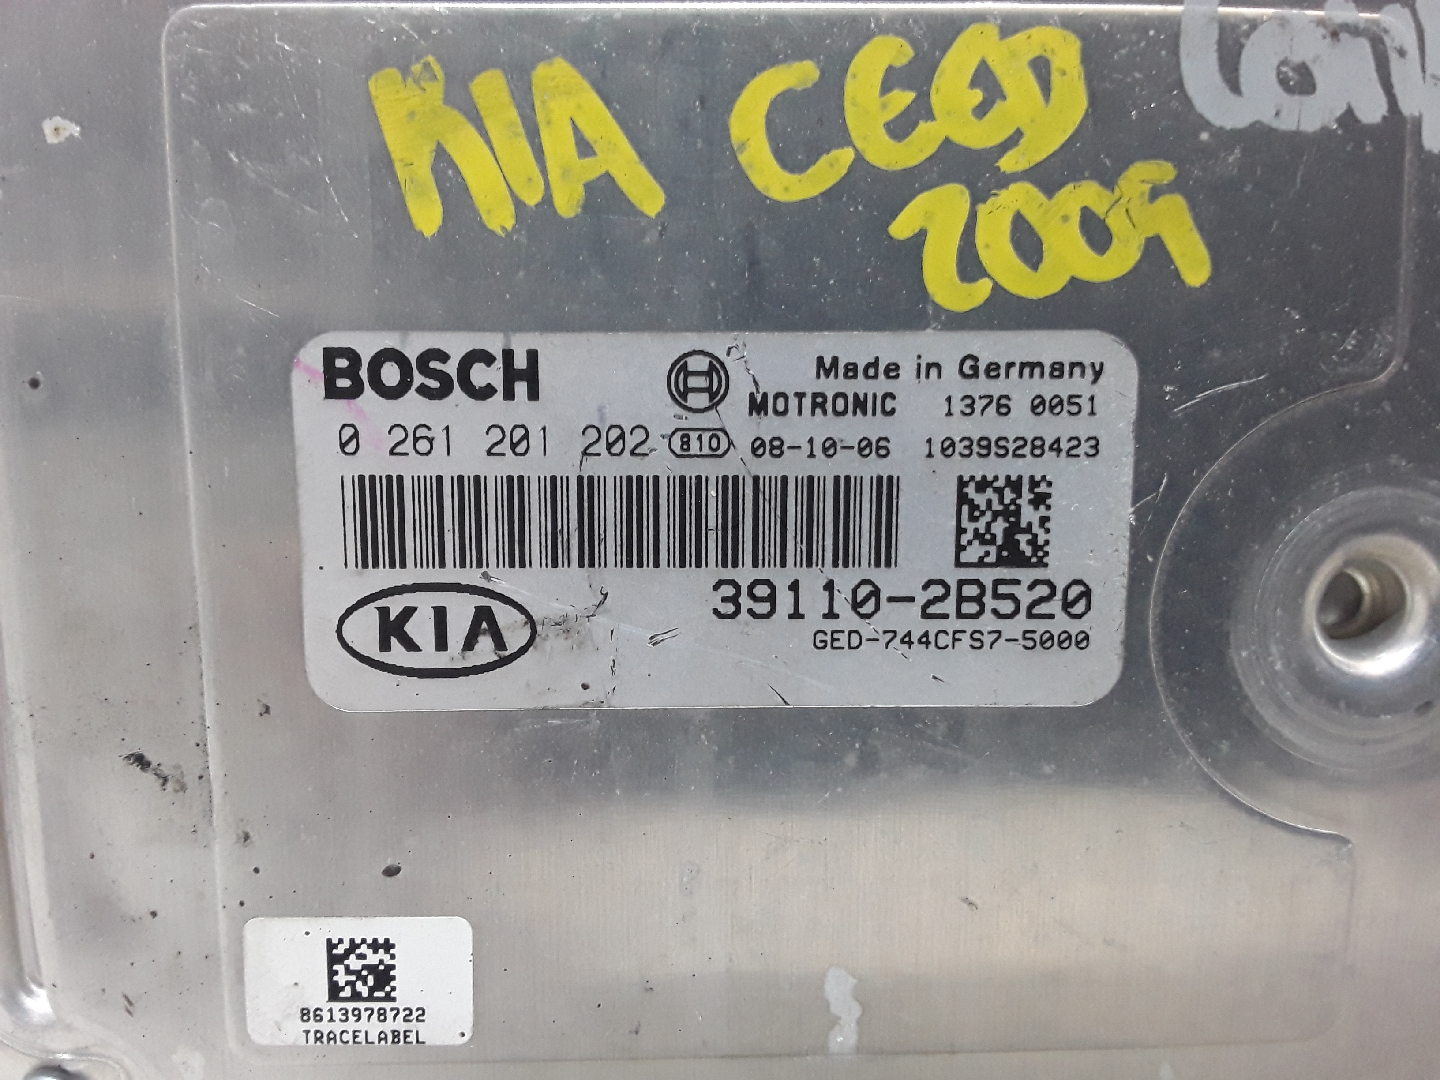 KIA CEED
2009
BOSCH
Made in Germany
MOTRONIC 1376 0051
0 261 201 202 810 08-10-06 1039S28423
39110-2B520
KIA
GED-744CFS7-5000
8613978722
TRACELABEL